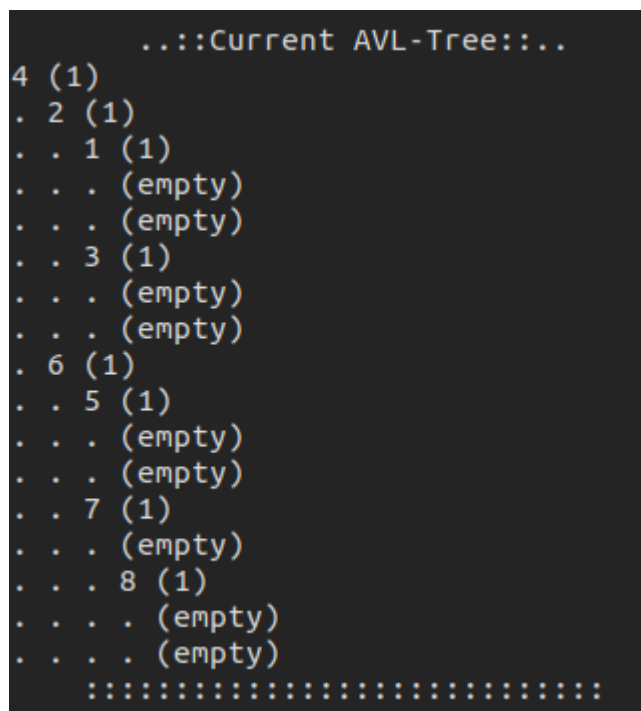 ..::Current AVL-Tree::..
4 (1)
. 2 (1)
. . 1 (1)
. . . (empty)
. . . (empty)
. . 3 (1)
. . . (empty)
. . . (empty)
. 6 (1)
. . 5 (1)
. . . (empty)
. . . (empty)
. . 7 (1)
. . . (empty)
. . . 8 (1)
. . . . (empty)
. . . . (empty)
:::::::::::::::::::::::::::::